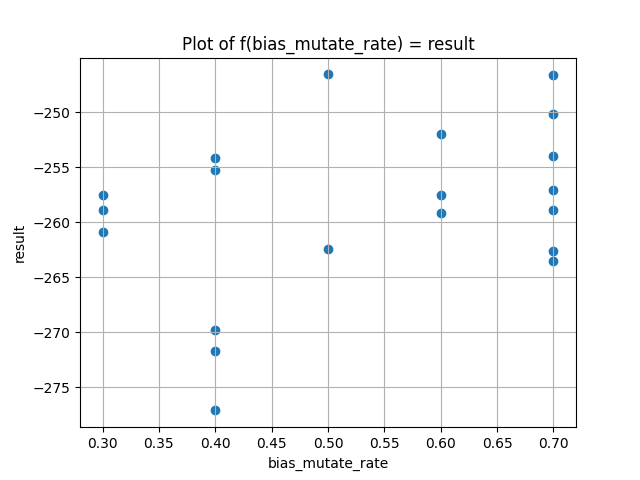 Plot of f(bias_mutate_rate) = result
−250
−255
−260
−265
−270
−275
result
0.30 0.35 0.40 0.45 0.50 0.55 0.60 0.65 0.70
bias_mutate_rate